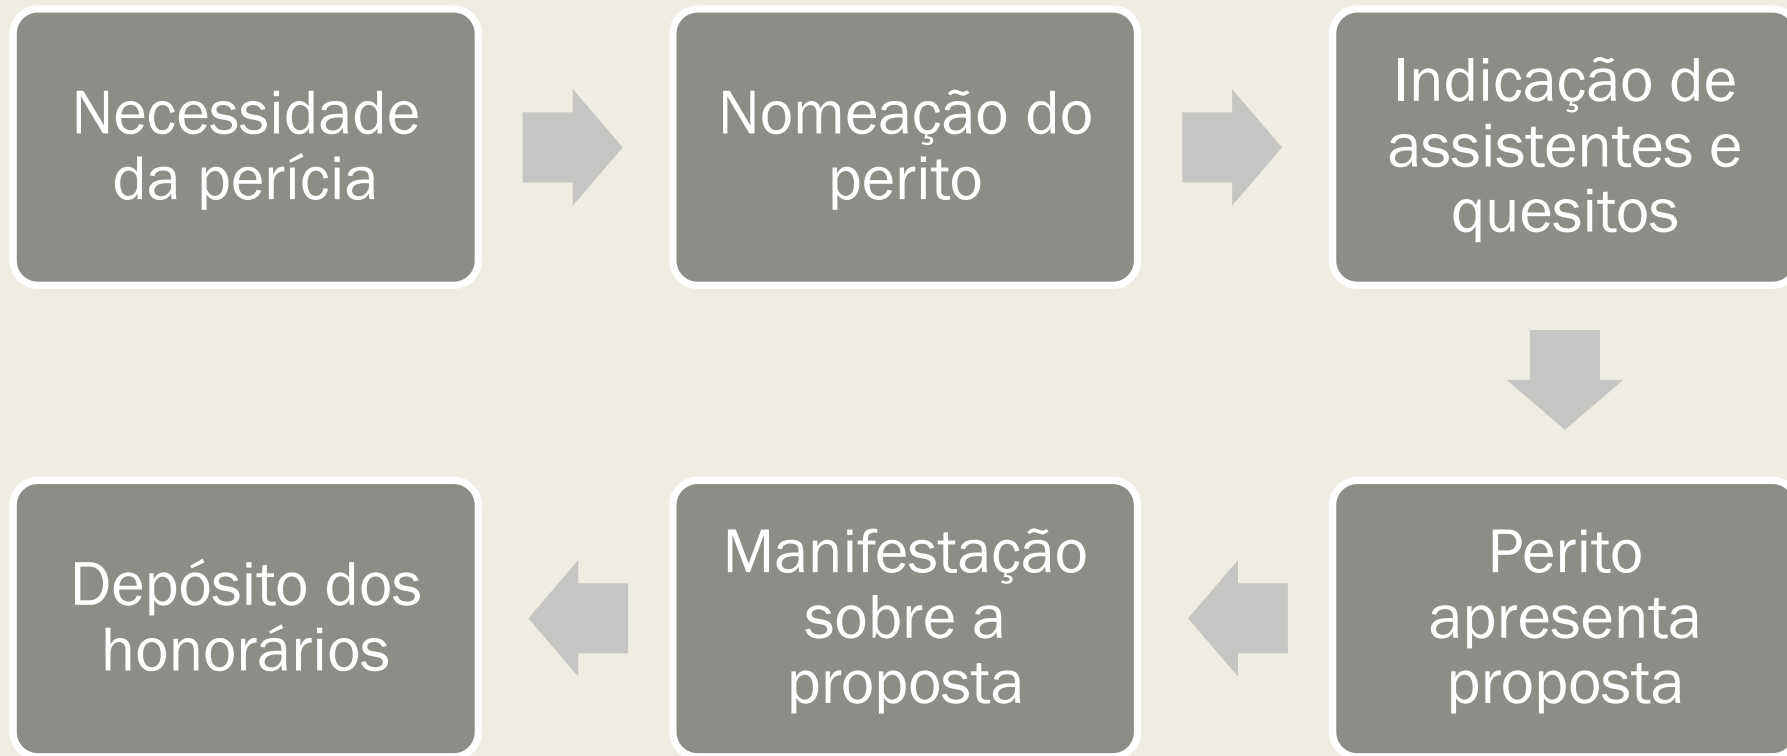 Necessidade
da perícia
Nomeação do
perito
Indicação de
assistentes e
quesitos
Perito
apresenta
proposta
Manifestação
sobre a
proposta
Depósito dos
honorários